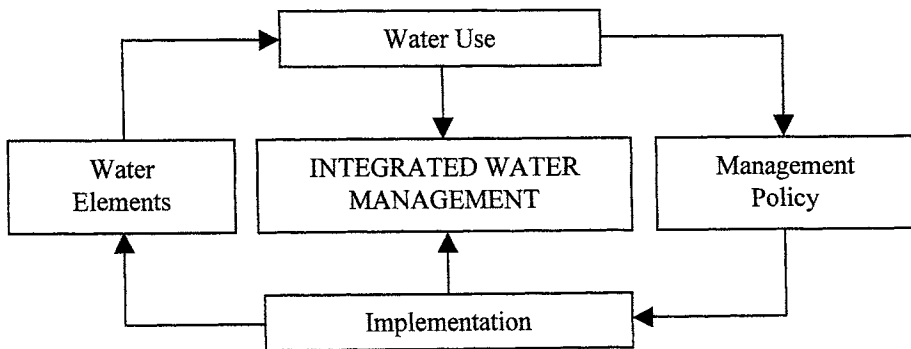 Water Use
Water
Elements
INTEGRATED WATER
MANAGEMENT
Management
Policy
Implementation